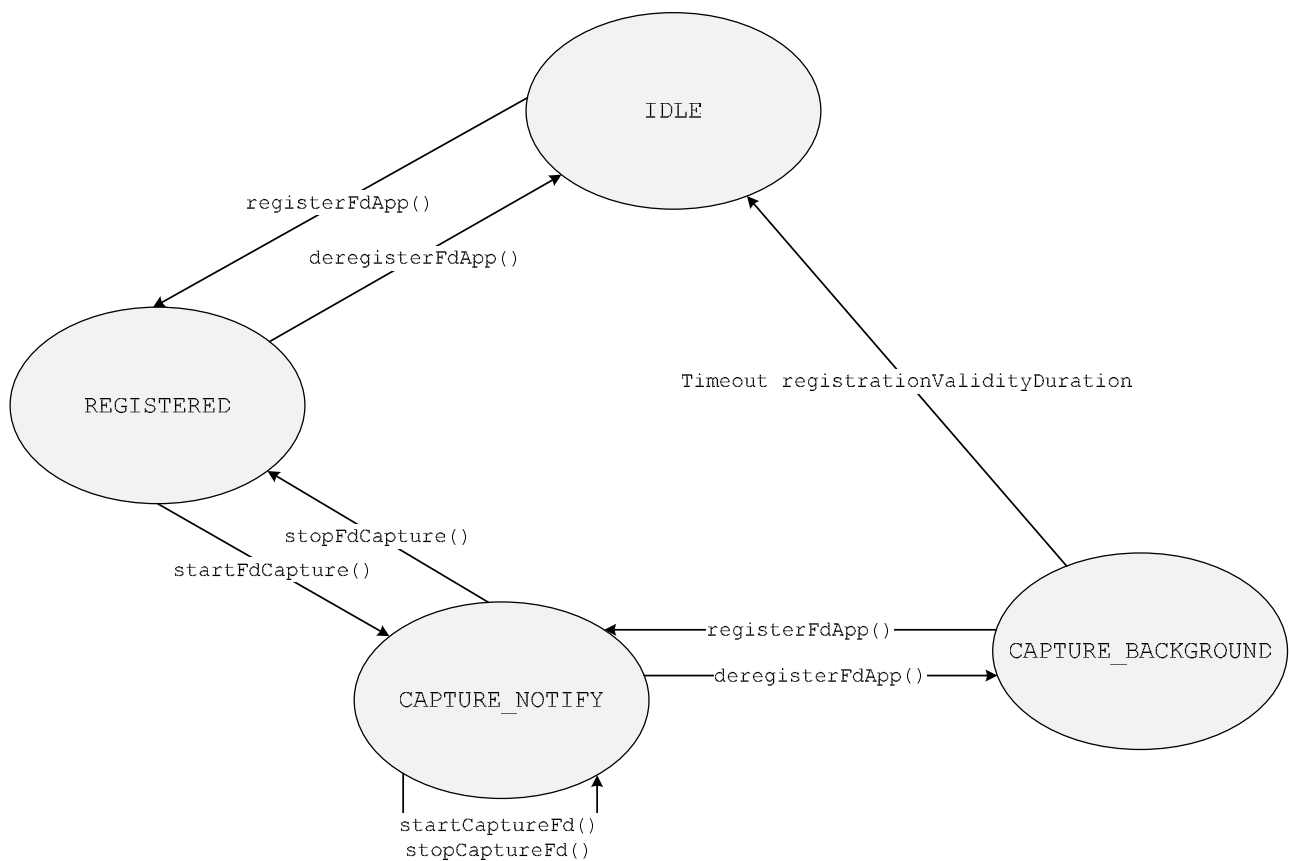 IDLE
registerFdApp()
deregisterFdApp()
Timeout registrationValidityDuration
REGISTERED
stopFdCapture()
startFdCapture()
registerFdApp()
CAPTURE_BACKGROUND
deregisterFdApp()
CAPTURE_NOTIFY
startCaptureFd()
stopCaptureFd()